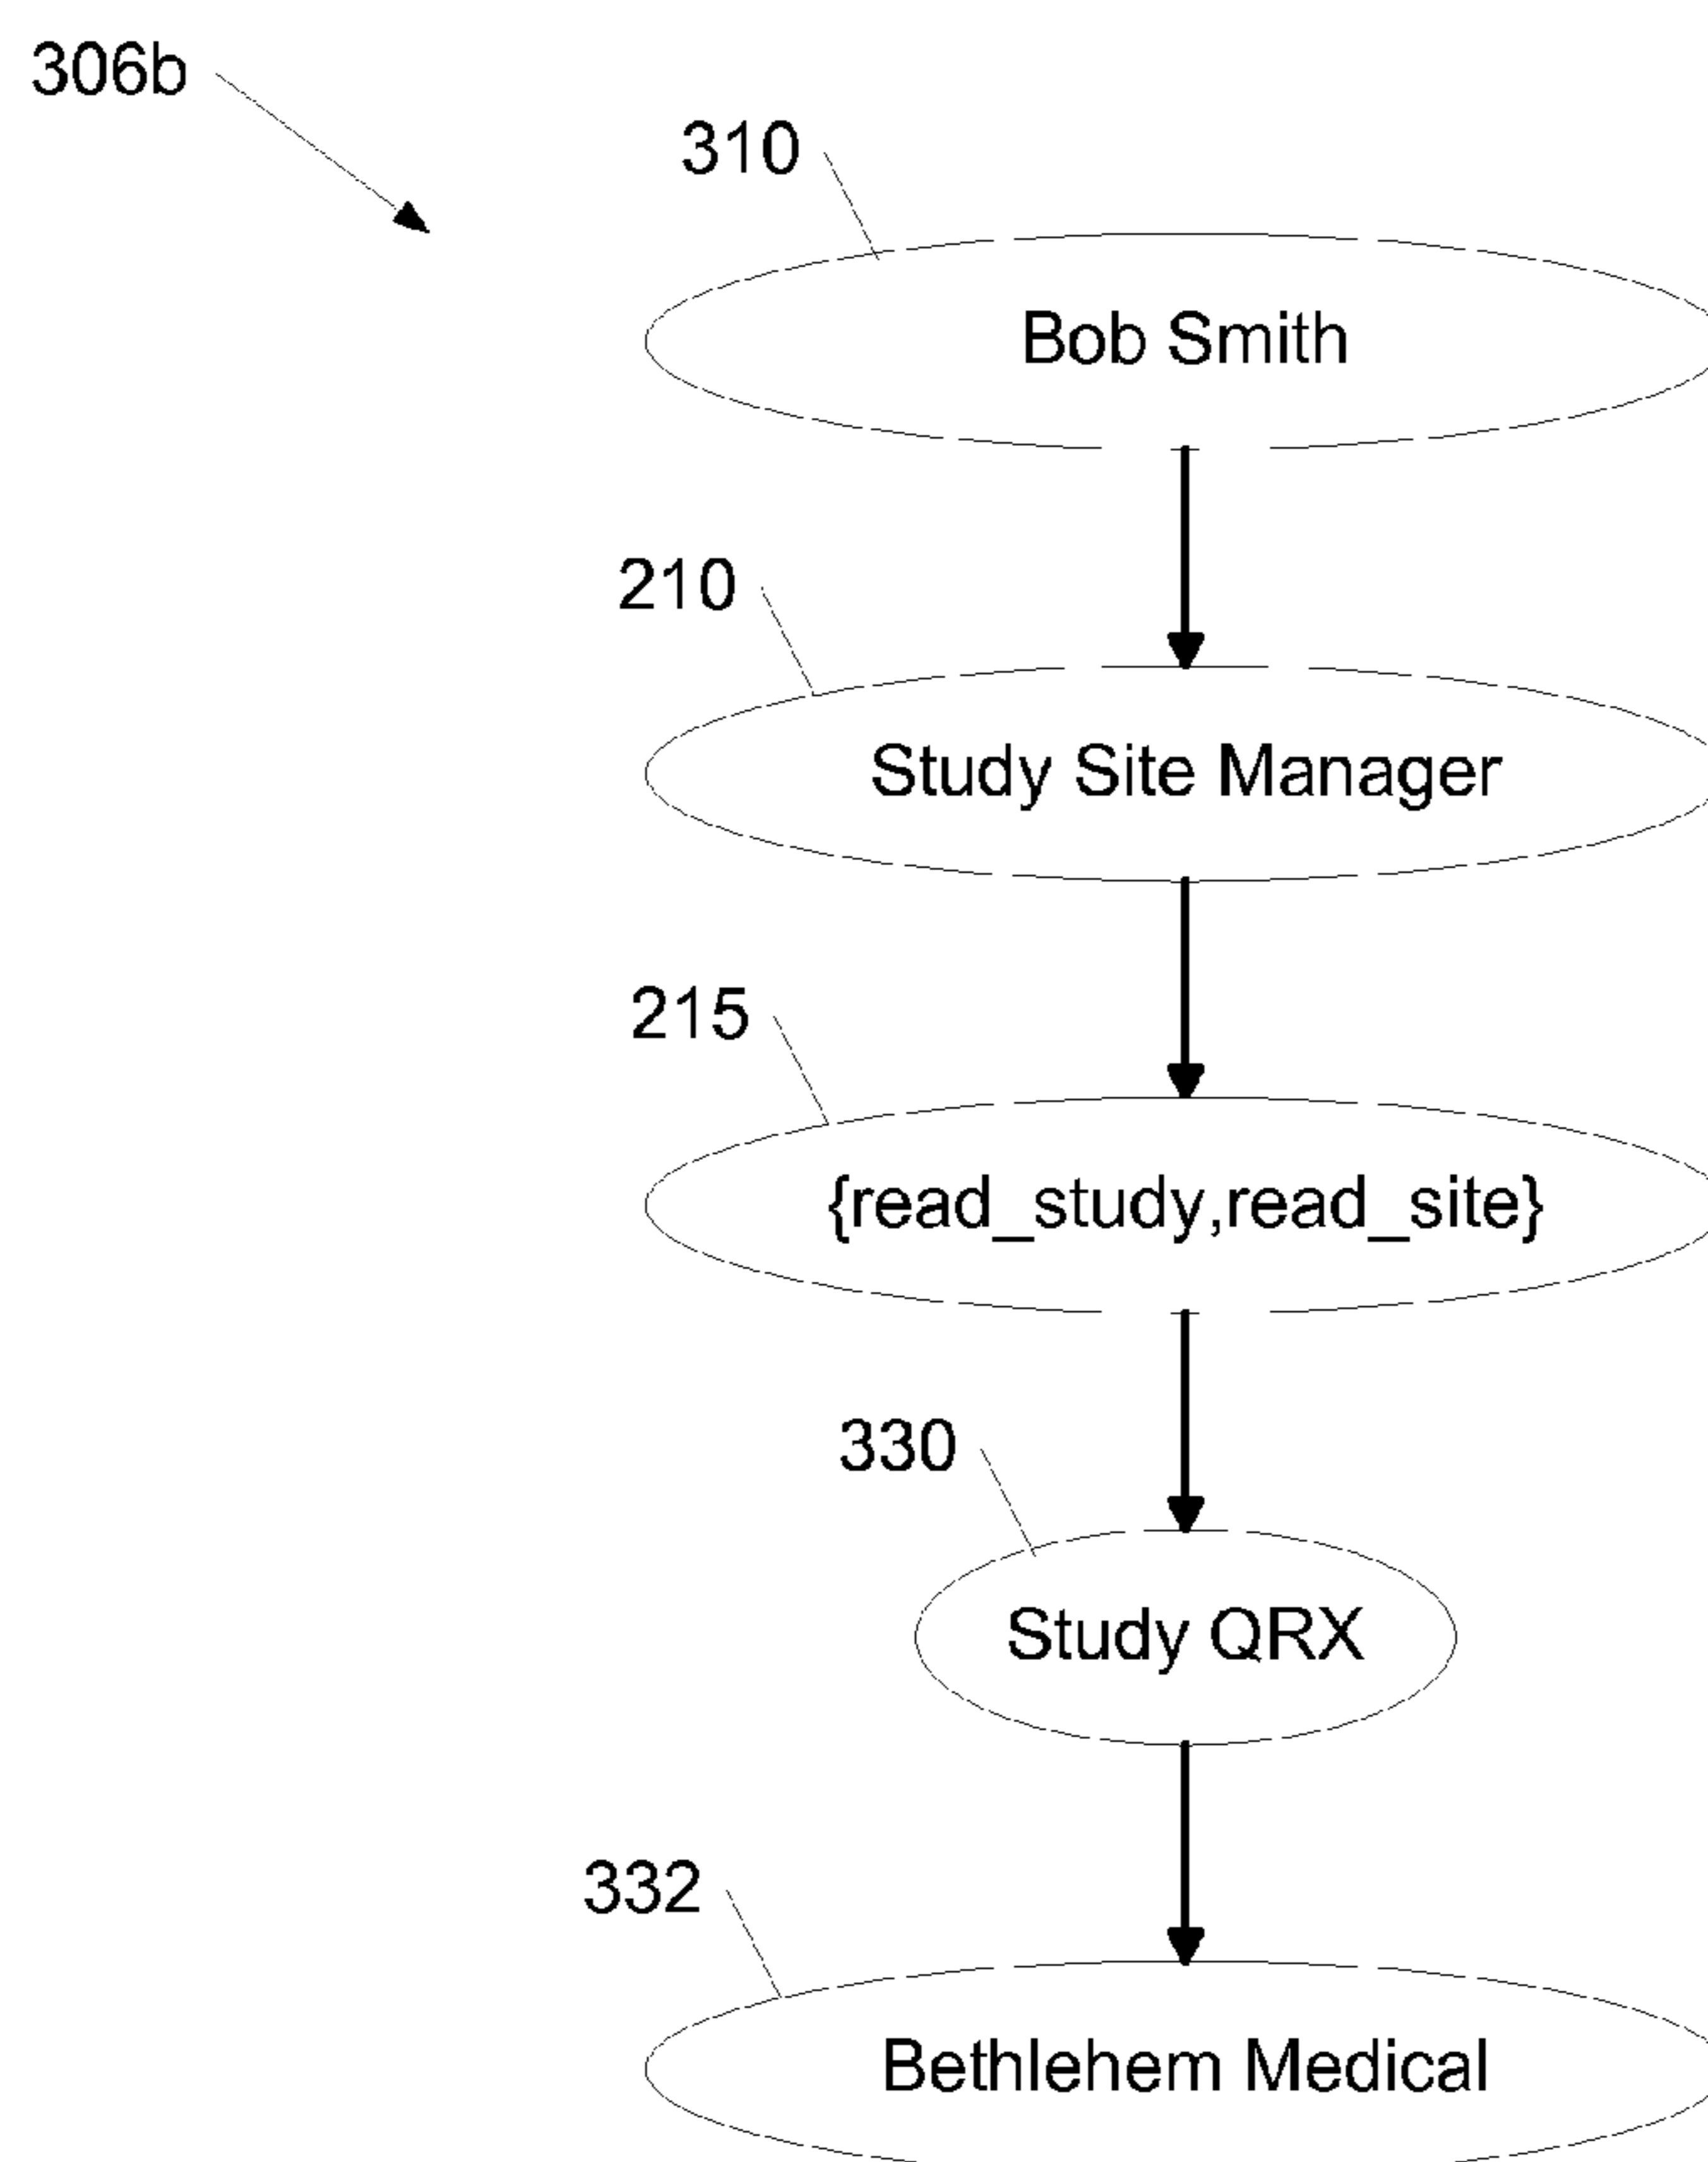 306b
310
Bob Smith
210
Study Site Manager
215
{read_study,read_site}
330
Study QRX
332
Bethlehem Medical